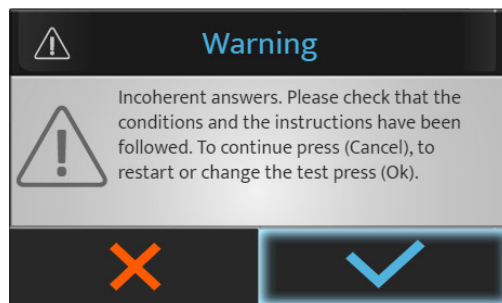 Warning
Incoherent answers. Please check that the
conditions and the instructions have been
followed. To continue press (Cancel), to
restart or change the test press (Ok).